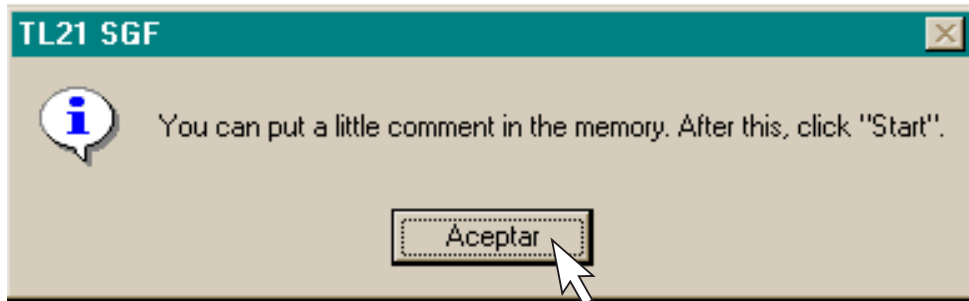 TL21 SGF
You can put a little comment in the memory. After this, click "Start".
Aceptar